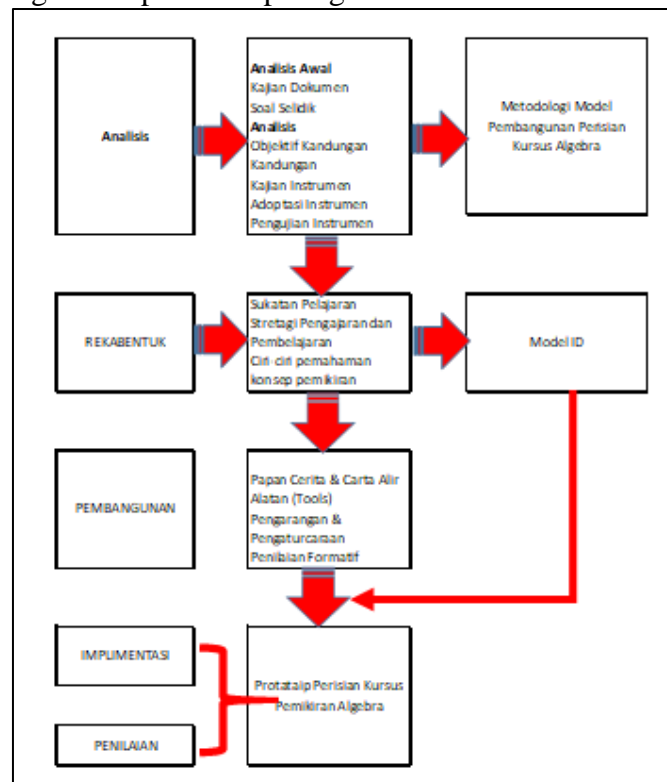 Analisis
Analisis Awal
Kajian Dokumen
Soal Selidik
Analisis
Objektif Kandungan
Kandungan
Kajian Instrumen
Adoptasi Instrumen
Pengujian Instrumen
Metodologi Model
Pembangunan Perisian
Kursus Algebra
REKABENTUK
Sukatan Pelajaran
Stretagi Pengajaran dan
Pembelajaran
Ciri-ciri pemahaman
konsep pemikiran
Model ID
PEMBANGUNAN
Papan Cerita & Carta Alir
Alatan (Tools)
Pengarangan &
Pengaturcaraan
Penilaian Formatif
IMPLIMENTASI
PENILAIAN
Protataip Perisian Kursus
Pemikiran Algebra